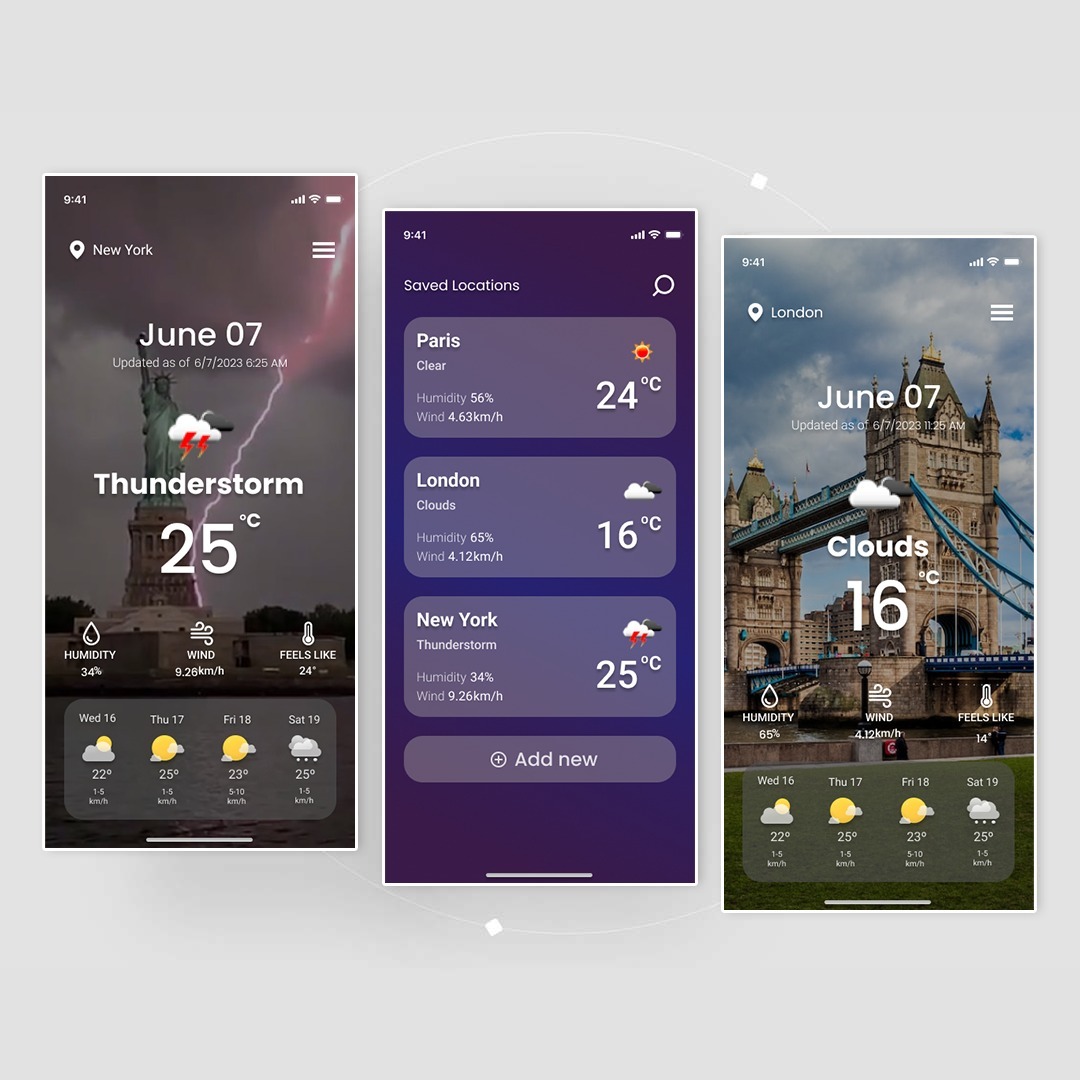 9:41
New York
June 07
Updated as of 6/7/2023 6:25 AM
Thunderstorm
25°C
HUMIDITY WIND FEELS LIKE
34% 9.26km/h 24°
Wed 16 Thu 17 Fri 18 Sat 19
22° 25° 23° 25°
1-5 1-5 5-10 1-5
km/h km/h km/h km/h
9:41
Saved Locations
Paris
Clear
24°C
Humidity 56%
Wind 4.63km/h
London
Clouds
16°C
Humidity 65%
Wind 4.12km/h
New York
Thunderstorm
25°C
Humidity 34%
Wind 9.26km/h
Add new
9:41
London
June 07
Updated as of 6/7/2023 11:25 AM
Clouds
16°C
HUMIDITY WIND FEELS LIKE
65% 4.12km/h 14°
Wed 16 Thu 17 Fri 18 Sat 19
22° 25° 23° 25°
1-5 1-5 5-10 1-5
km/h km/h km/h km/h